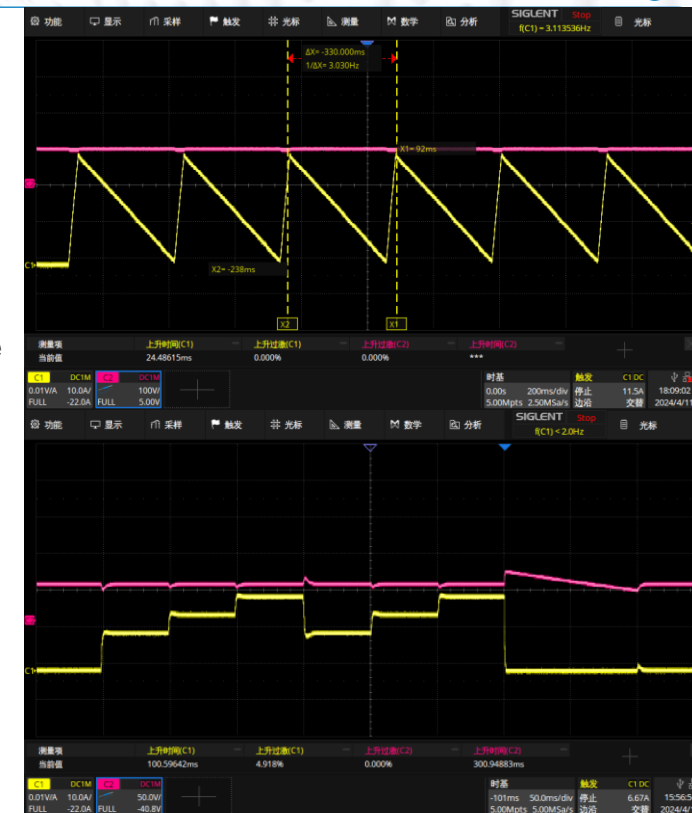 功能 显示 采样 触发 光标 测量 数学 分析 SIGLENT Stop 光标
f(C1) = 3.113536Hz
ΔX= -330.000ms
1/ΔX= 3.030Hz
X1= 92ms
C1
X2= -238ms
X2 X1
e
测量项 上升时间(C1) 上升过激(C1) 上升过激(C2) 上升时间(C2)
当前值 24.48615ms 0.000% 0.000% ***
C1 DC1M C2 DC1M 时基 触发 C1 DC
0.01V/A 10.0A/ 100V/ 0.00s 200ms/div 停止 11.5A 18:09:02
FULL -22.0A FULL 5.00V 5.00Mpts 2.50MSa/s 边沿 交替 2024/4/11
功能 显示 采样 触发 光标 测量 数学 分析 SIGLENT Stop 光标
f(C1) < 2.0Hz
C1
测量项 上升时间(C1) 上升过激(C1) 上升过激(C2) 上升时间(C2)
当前值 100.59642ms 4.918% 0.000% 300.94883ms
C1 DC1M C2 DC1M 时基 触发 C1 DC
0.01V/A 10.0A/ 50.0V/ -101ms 50.0ms/div 停止 6.67A 15:56:5
FULL -22.0A FULL -40.8V 5.00Mpts 5.00MSa/s 边沿 交替 2024/4/1